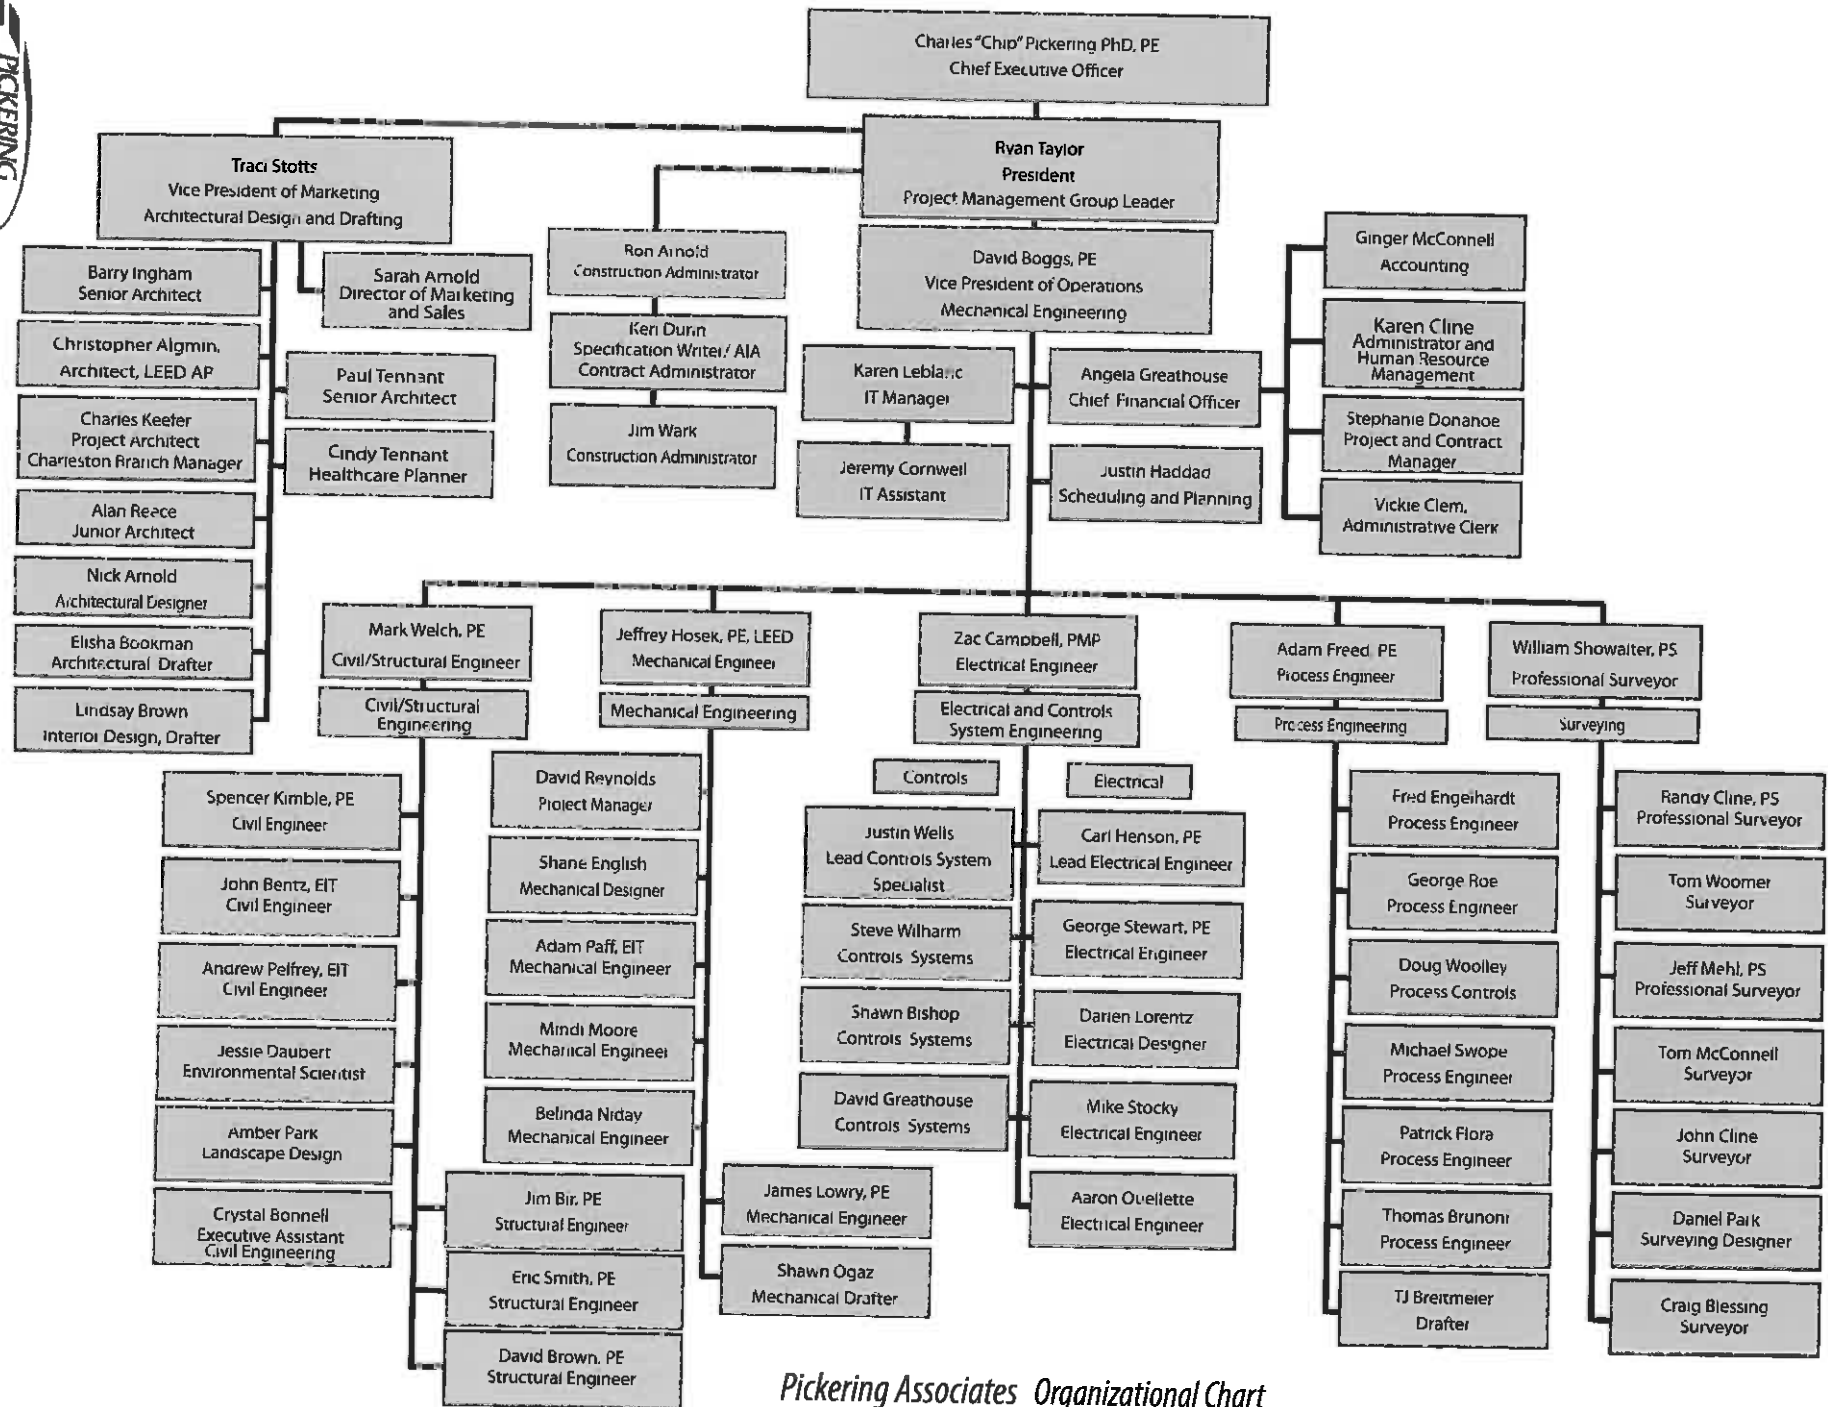 PICKERING
Charles "Chip" Pickering PhD, PE
Chief Executive Officer
Ryan Taylor
President
Project Management Group Leader
Traci Stotts
Vice President of Marketing
Architectural Design and Drafting
David Boggs, PE
Vice President of Operations
Mechanical Engineering
Barry Ingham
Senior Architect
Christopher Algmin,
Architect, LEED AP
Charles Keefer
Project Architect
Charleston Branch Manager
Alan Reece
Junior Architect
Nick Arnold
Architectural Designer
Elisha Bookman
Architectural Drafter
Lindsay Brown
Interior Design, Drafter
Sarah Arnold
Director of Marketing
and Sales
Paul Tennant
Senior Architect
Cindy Tennant
Healthcare Planner
Ron Arnold
Construction Administrator
Keri Dunn
Specification Writer/ AIA
Contract Administrator
Jim Wark
Construction Administrator
Karen Leblanc
IT Manager
Jeremy Cornwell
IT Assistant
Angela Greathouse
Chief Financial Officer
Justin Haddad
Scheduling and Planning
Ginger McConnell
Accounting
Karen Cline
Administrator and
Human Resource
Management
Stephanie Donahoe
Project and Contract
Manager
Vickie Clem,
Administrative Clerk
Mark Welch, PE
Civil/Structural Engineer
Civil/Structural
Engineering
Spencer Kimble, PE
Civil Engineer
John Bentz, EIT
Civil Engineer
Andrew Pelfrey, EIT
Civil Engineer
Jessie Daubert
Environmental Scientist
Amber Park
Landscape Design
Crystal Bonnell
Executive Assistant
Civil Engineering
Jim Bir, PE
Structural Engineer
Eric Smith, PE
Structural Engineer
David Brown, PE
Structural Engineer
Jeffrey Hosek, PE, LEED
Mechanical Engineer
Mechanical Engineering
David Reynolds
Project Manager
Shane English
Mechanical Designer
Adam Paff, EIT
Mechanical Engineer
Mindi Moore
Mechanical Engineer
Belinda Niday
Mechanical Engineer
James Lowry, PE
Mechanical Engineer
Shawn Ogaz
Mechanical Drafter
Zac Campbell, PMP
Electrical Engineer
Electrical and Controls
System Engineering
Controls
Justin Wells
Lead Controls System
Specialist
Steve Wilharm
Controls Systems
Shawn Bishop
Controls Systems
David Greathouse
Controls Systems
Electrical
Carl Henson, PE
Lead Electrical Engineer
George Stewart, PE
Electrical Engineer
Darien Lorentz
Electrical Designer
Mike Stocky
Electrical Engineer
Aaron Ouellette
Electrical Engineer
Adam Freed, PE
Process Engineer
Process Engineering
Fred Engelhardt
Process Engineer
George Roe
Process Engineer
Doug Woolley
Process Controls
Michael Swope
Process Engineer
Patrick Flora
Process Engineer
Thomas Brunoni
Process Engineer
TJ Breitmeier
Drafter
William Showalter, PS
Professional Surveyor
Surveying
Randy Cline, PS
Professional Surveyor
Tom Woomer
Surveyor
Jeff Mehl, PS
Professional Surveyor
Tom McConnell
Surveyor
John Cline
Surveyor
Daniel Park
Surveying Designer
Craig Blessing
Surveyor
Pickering Associates Organizational Chart